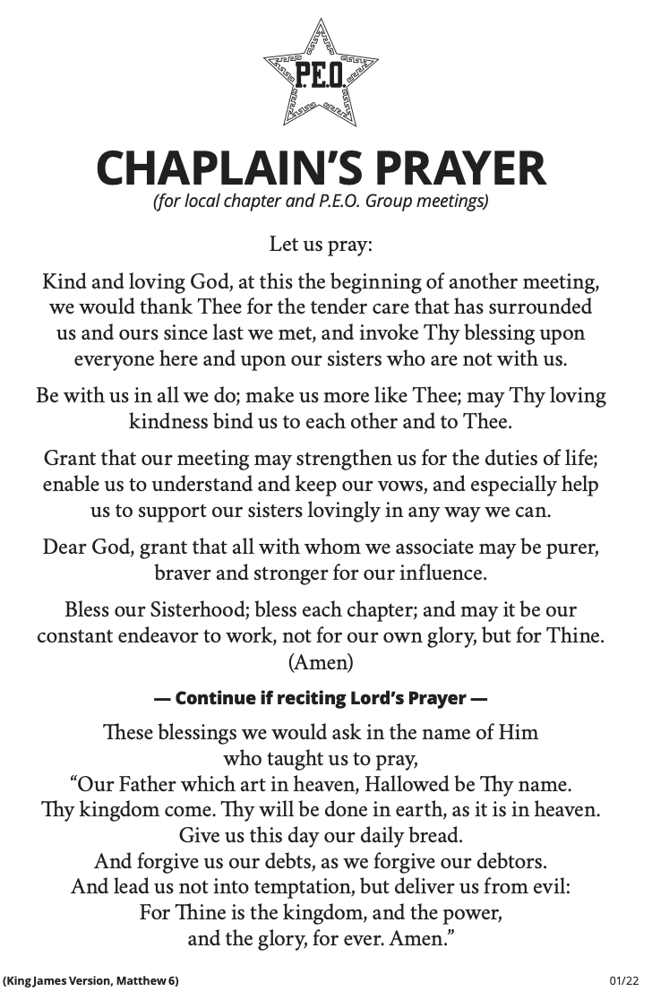 P.E.O.
CHAPLAIN’S PRAYER
(for local chapter and P.E.O. Group meetings)
Let us pray:
Kind and loving God, at this the beginning of another meeting,
we would thank Thee for the tender care that has surrounded
us and ours since last we met, and invoke Thy blessing upon
everyone here and upon our sisters who are not with us.
Be with us in all we do; make us more like Thee; may Thy loving
kindness bind us to each other and to Thee.
Grant that our meeting may strengthen us for the duties of life;
enable us to understand and keep our vows, and especially help
us to support our sisters lovingly in any way we can.
Dear God, grant that all with whom we associate may be purer,
braver and stronger for our influence.
Bless our Sisterhood; bless each chapter; and may it be our
constant endeavor to work, not for our own glory, but for Thine.
(Amen)
— Continue if reciting Lord’s Prayer —
These blessings we would ask in the name of Him
who taught us to pray,
“Our Father which art in heaven, Hallowed be Thy name.
Thy kingdom come. Thy will be done in earth, as it is in heaven.
Give us this day our daily bread.
And forgive us our debts, as we forgive our debtors.
And lead us not into temptation, but deliver us from evil:
For Thine is the kingdom, and the power,
and the glory, for ever. Amen.”
(King James Version, Matthew 6)
01/22